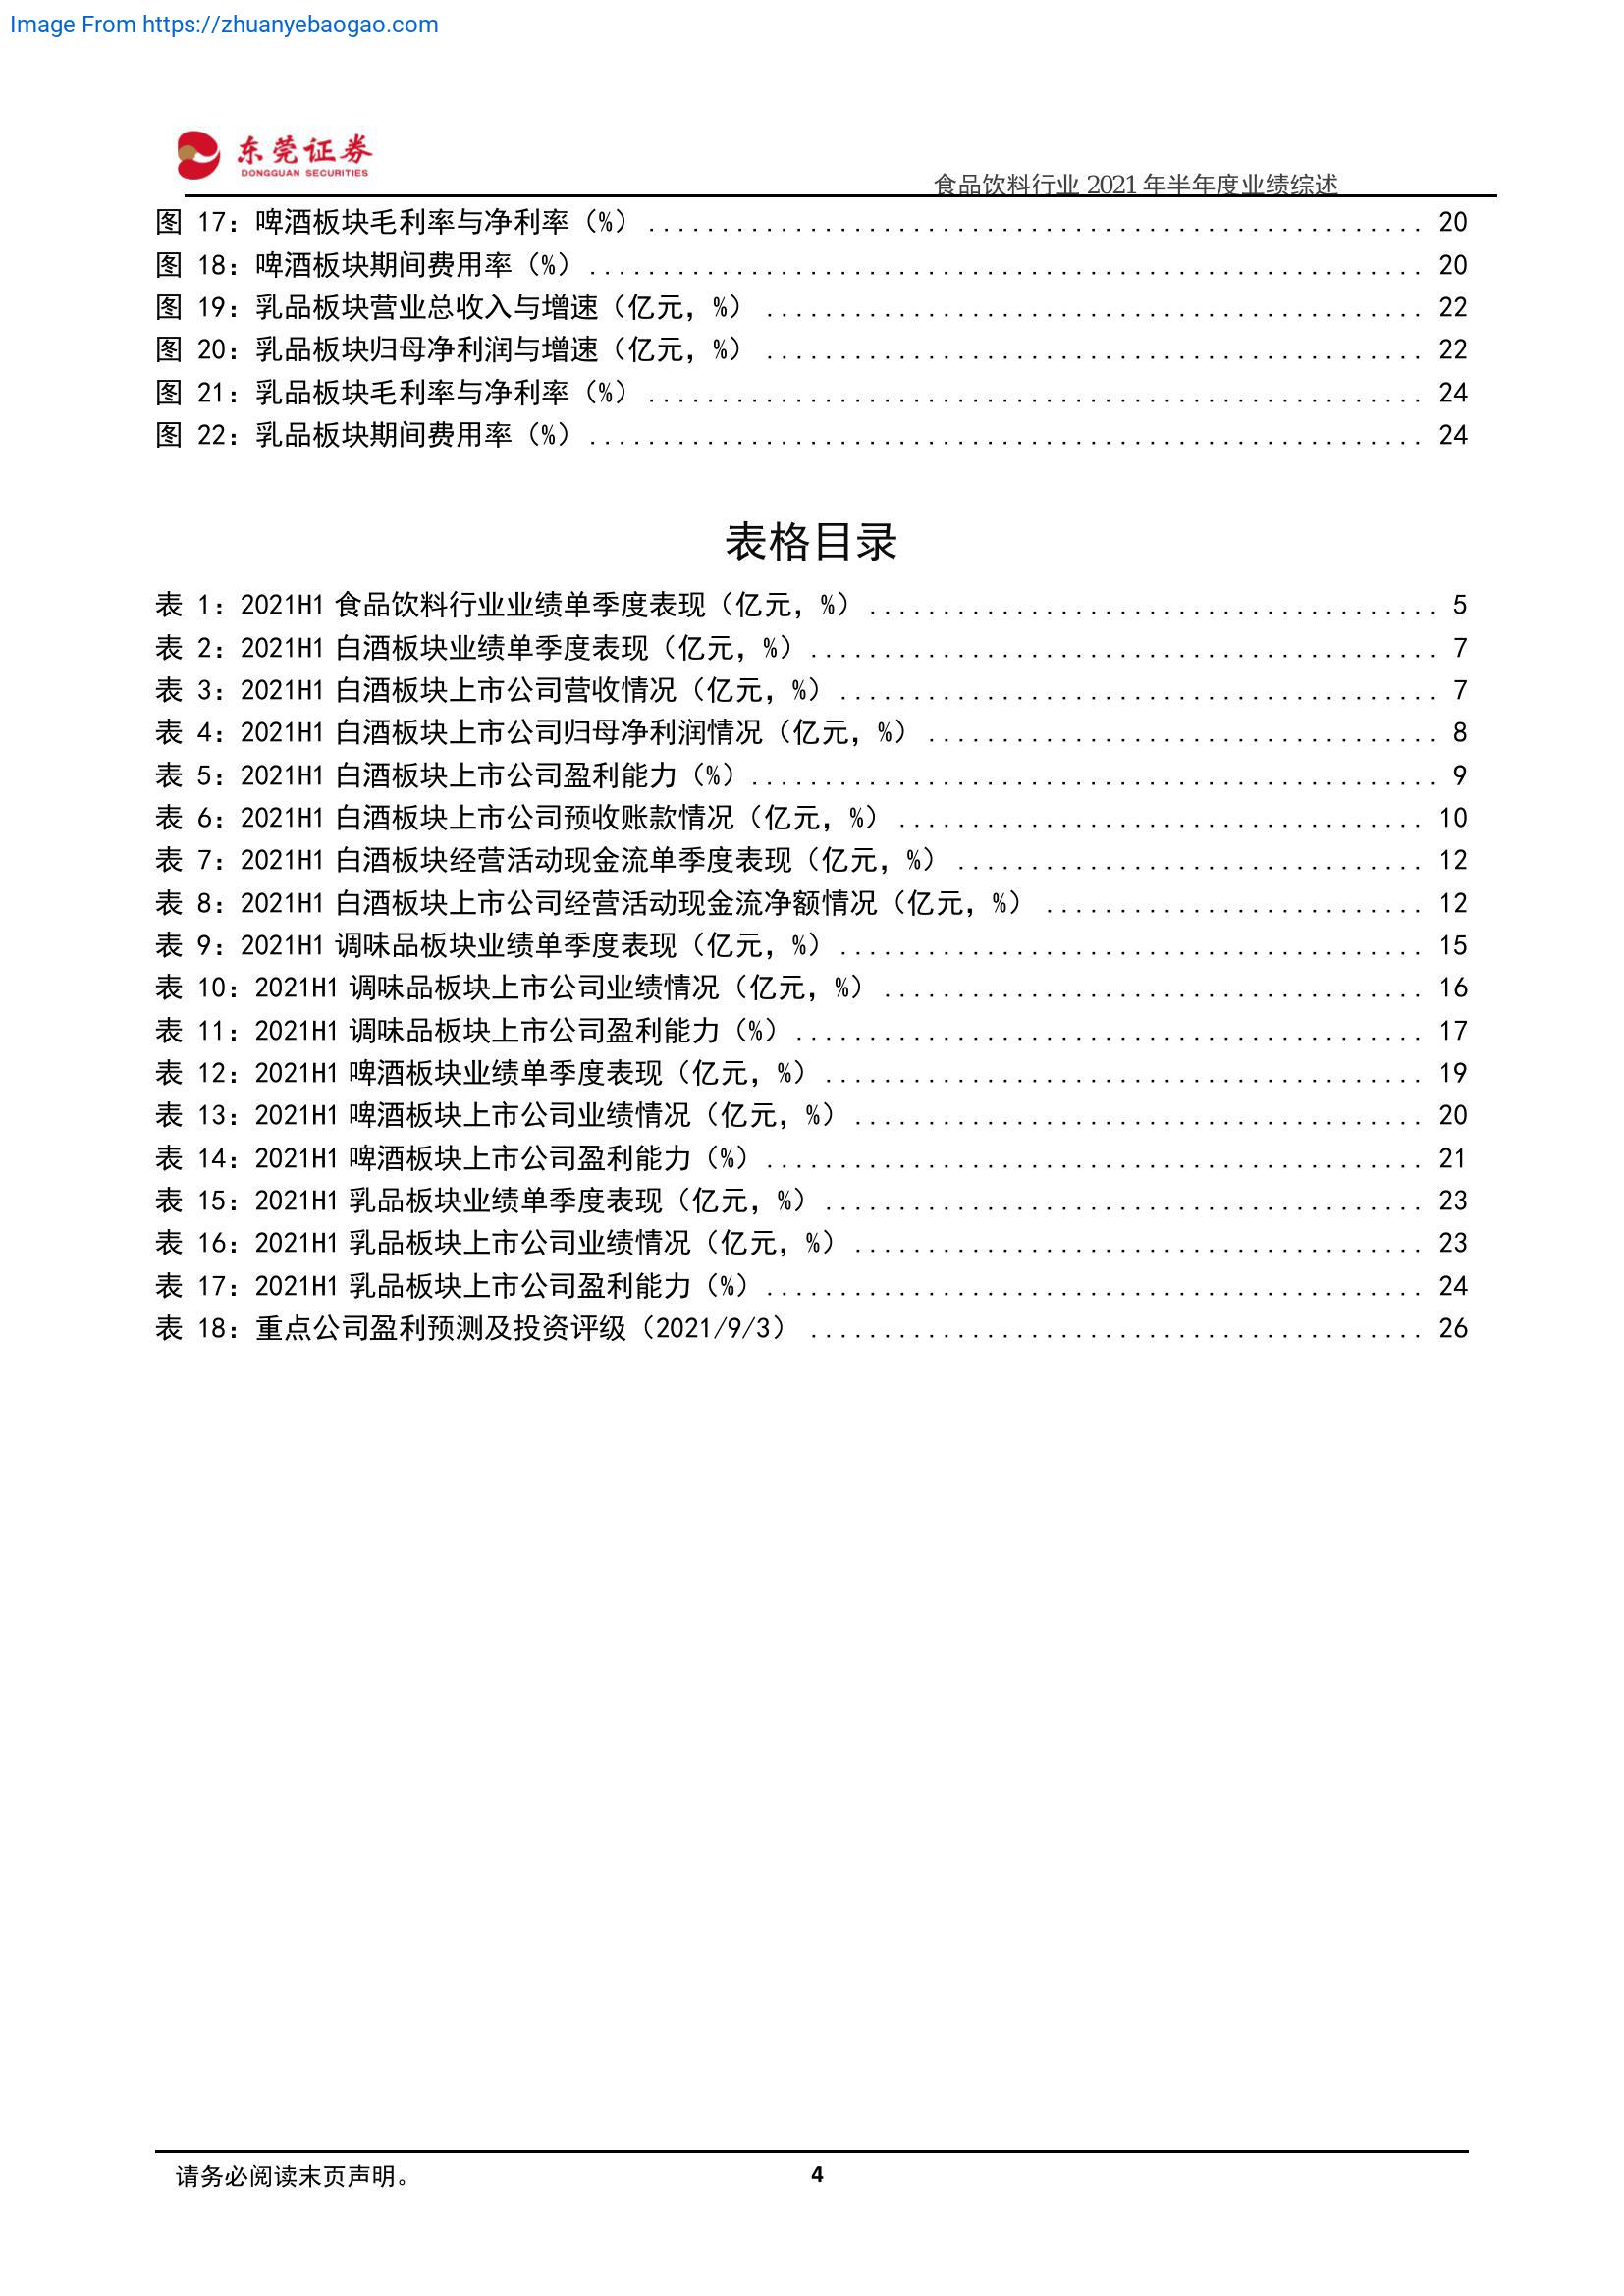 Image From https://zhuanyebaogao.com
东莞证券
DONGGUAN SECURITIES
食品饮料行业 2021 年半年度业绩综述
图 17：啤酒板块毛利率与净利率（%） ..................................................... 20
图 18：啤酒板块期间费用率（%） ......................................................... 20
图 19：乳品板块营业总收入与增速（亿元，%） ............................................. 22
图 20：乳品板块归母净利润与增速（亿元，%） ............................................. 22
图 21：乳品板块毛利率与净利率（%） ..................................................... 24
图 22：乳品板块期间费用率（%） ......................................................... 24
表格目录
表 1：2021H1 食品饮料行业业绩单季度表现（亿元，%） ....................................... 5
表 2：2021H1 白酒板块业绩单季度表现（亿元，%） ........................................... 7
表 3：2021H1 白酒板块上市公司营收情况（亿元，%） ......................................... 7
表 4：2021H1 白酒板块上市公司归母净利润情况（亿元，%） ................................... 8
表 5：2021H1 白酒板块上市公司盈利能力（%） ............................................... 9
表 6：2021H1 白酒板块上市公司预收账款情况（亿元，%） .................................... 10
表 7：2021H1 白酒板块经营活动现金流单季度表现（亿元，%） ................................ 12
表 8：2021H1 白酒板块上市公司经营活动现金流净额情况（亿元，%） .......................... 12
表 9：2021H1 调味品板块业绩单季度表现（亿元，%） ........................................ 15
表 10：2021H1 调味品板块上市公司业绩情况（亿元，%） ..................................... 16
表 11：2021H1 调味品板块上市公司盈利能力（%） ........................................... 17
表 12：2021H1 啤酒板块业绩单季度表现（亿元，%） ......................................... 19
表 13：2021H1 啤酒板块上市公司业绩情况（亿元，%） ....................................... 20
表 14：2021H1 啤酒板块上市公司盈利能力（%） ............................................. 21
表 15：2021H1 乳品板块业绩单季度表现（亿元，%） ......................................... 23
表 16：2021H1 乳品板块上市公司业绩情况（亿元，%） ....................................... 23
表 17：2021H1 乳品板块上市公司盈利能力（%） ............................................. 24
表 18：重点公司盈利预测及投资评级（2021/9/3） .......................................... 26
请务必阅读末页声明。
4